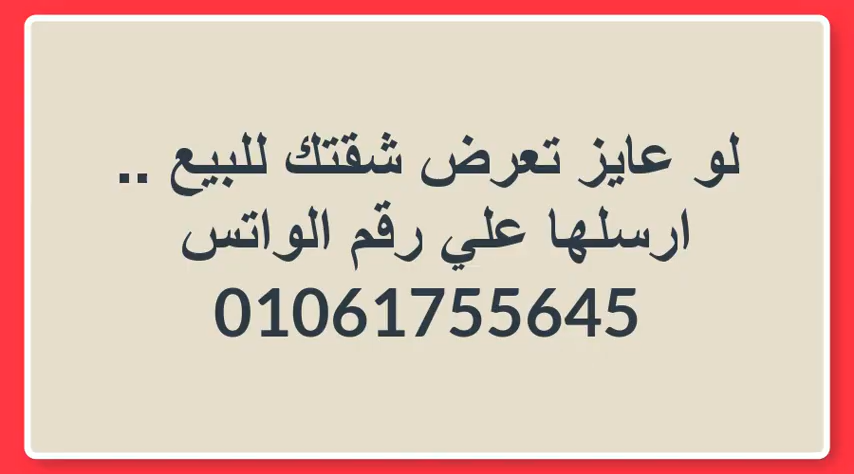 لو عايز تعرض شقتك للبيع ..
ارسلها علي رقم الواتس
01061755645